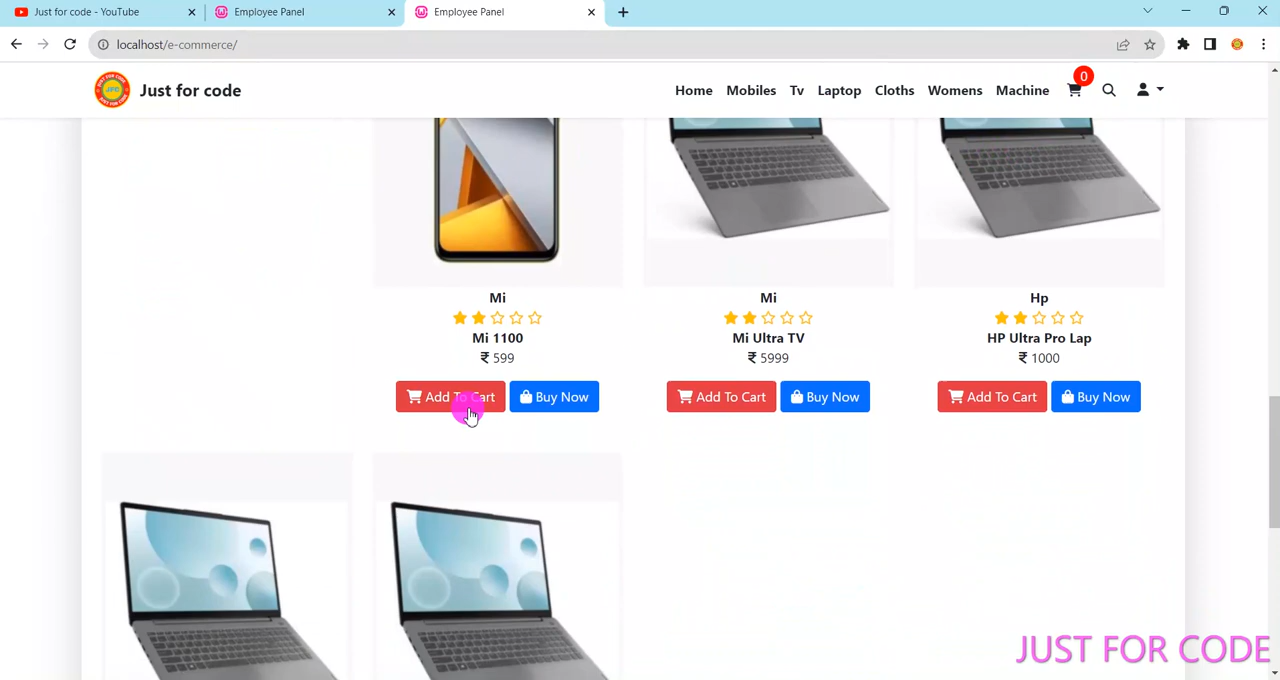 Just for code - YouTube
Employee Panel
Employee Panel
localhost/e-commerce/
Just for code
Home Mobiles Tv Laptop Cloths Womens Machine 0
Mi
Mi 1100
₹ 599
Add To Cart Buy Now
Mi
Mi Ultra TV
₹ 5999
Add To Cart Buy Now
Hp
HP Ultra Pro Lap
₹ 1000
Add To Cart Buy Now
JUST FOR CODE